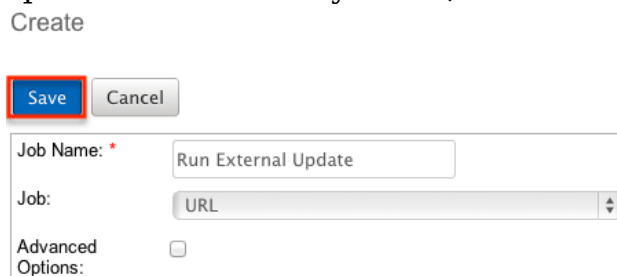 Create
Save Cancel
Job Name: * Run External Update
Job: URL
Advanced
Options: